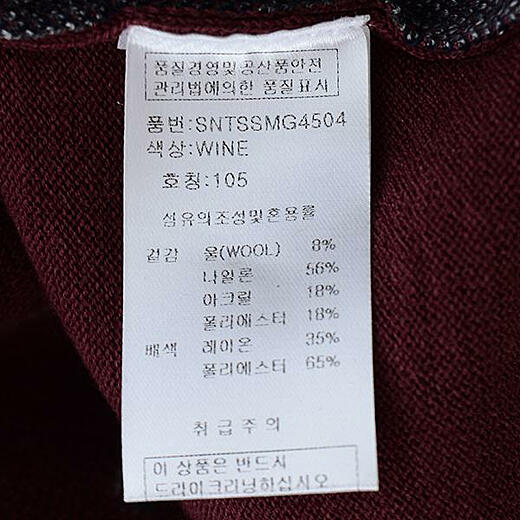 품질경영및공산품안전
관리법에의한 품질표시
품번:SNTSSMG4504
색상:WINE
호칭:105
섬유의조성및혼용률
겉감 울(WOOL) 8%
나일론 56%
아크릴 18%
폴리에스터 18%
배색 레이온 35%
폴리에스터 65%
취급주의
이 상품은 반드시
드라이크리닝하십시오